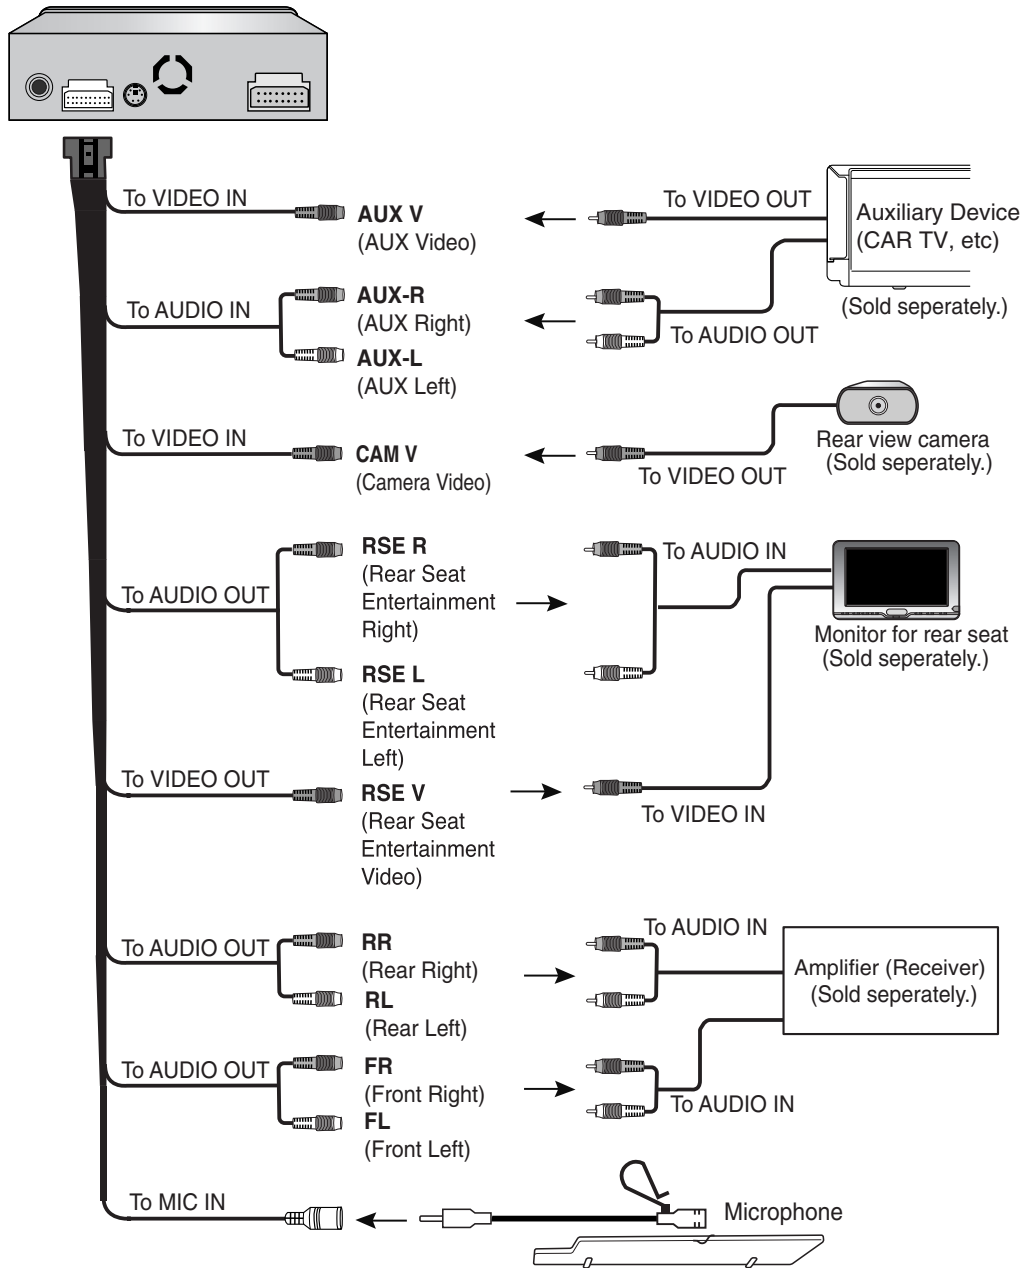 To VIDEO IN
AUX V
(AUX Video)
To VIDEO OUT
Auxiliary Device
(CAR TV, etc)
(Sold seperately.)
To AUDIO IN
AUX-R
(AUX Right)
AUX-L
(AUX Left)
To AUDIO OUT
To VIDEO IN
CAM V
(Camera Video)
To VIDEO OUT
Rear view camera
(Sold seperately.)
To AUDIO OUT
RSE R
(Rear Seat
Entertainment
Right)
RSE L
(Rear Seat
Entertainment
Left)
To AUDIO IN
Monitor for rear seat
(Sold seperately.)
To VIDEO OUT
RSE V
(Rear Seat
Entertainment
Video)
To VIDEO IN
To AUDIO OUT
RR
(Rear Right)
RL
(Rear Left)
To AUDIO IN
Amplifier (Receiver)
(Sold seperately.)
To AUDIO OUT
FR
(Front Right)
FL
(Front Left)
To AUDIO IN
To MIC IN
Microphone